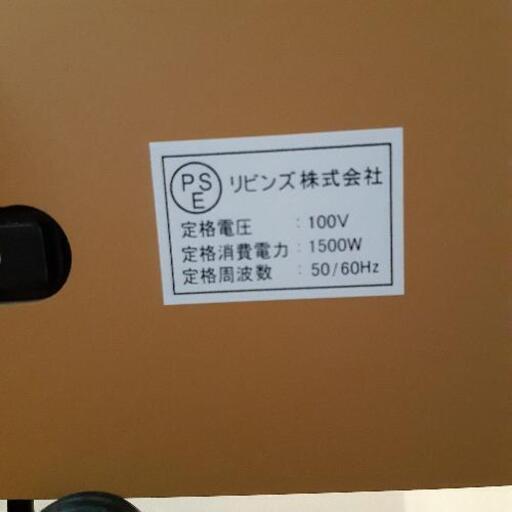 PSE リビンズ株式会社
定格電圧 : 100V
定格消費電力 : 1500W
定格周波数 : 50/60Hz